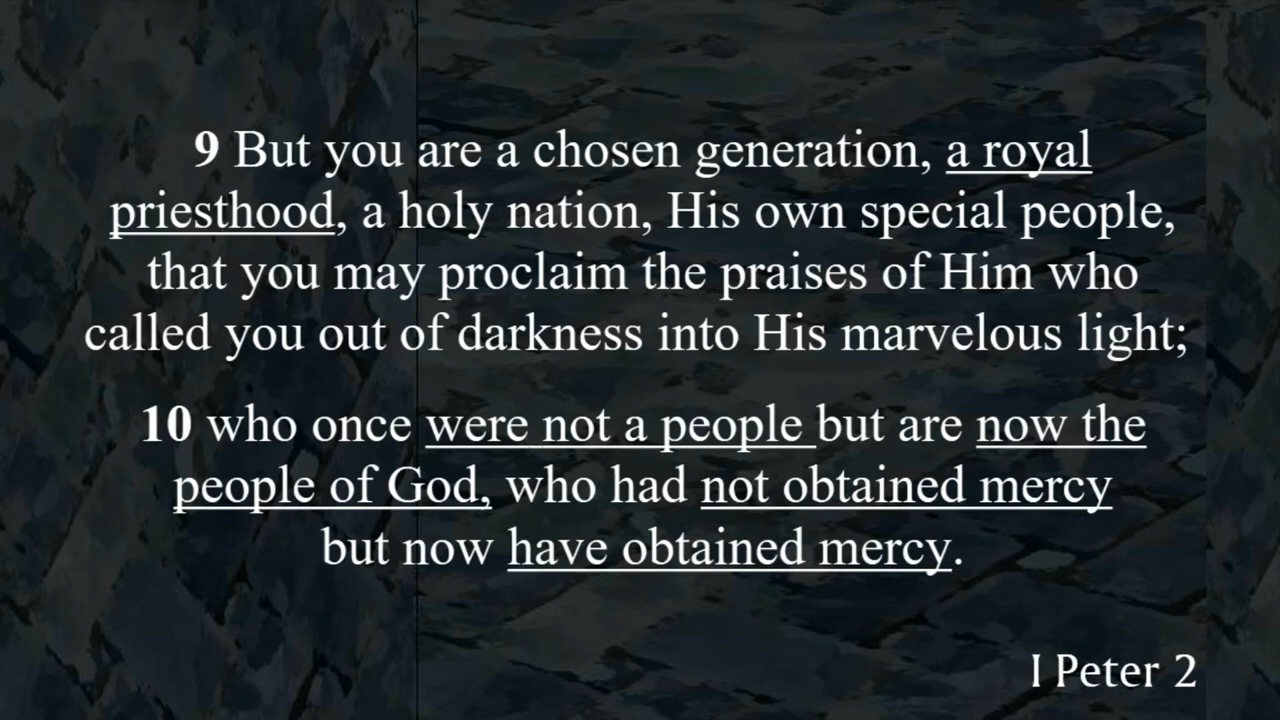 9 But you are a chosen generation, a royal
priesthood, a holy nation, His own special people,
that you may proclaim the praises of Him who
called you out of darkness into His marvelous light;
10 who once were not a people but are now the
people of God, who had not obtained mercy
but now have obtained mercy.
I Peter 2